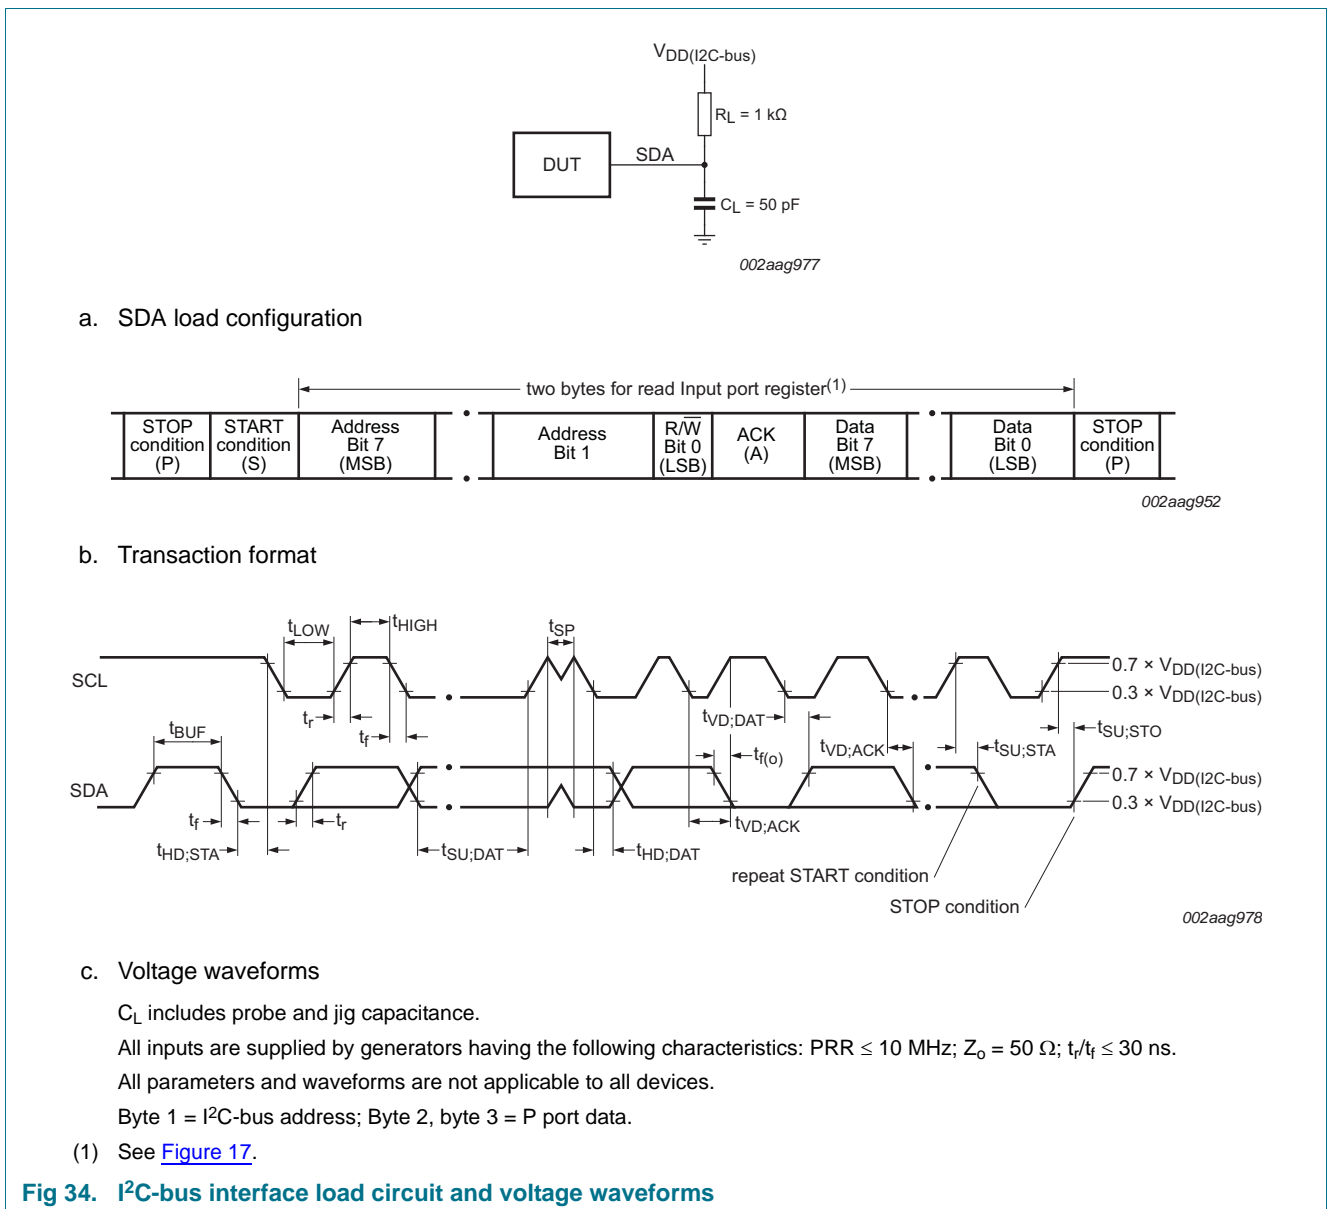 VDD(I2C-bus)
RL = 1 kΩ
DUT
SDA
CL = 50 pF
002aag977
a. SDA load configuration
two bytes for read Input port register(1)
STOP condition (P)
START condition (S)
Address Bit 7 (MSB)
Address Bit 1
R/W̅ Bit 0 (LSB)
ACK (A)
Data Bit 7 (MSB)
Data Bit 0 (LSB)
STOP condition (P)
002aag952
b. Transaction format
tLOW
tHIGH
tSP
SCL
0.7 × VDD(I2C-bus)
0.3 × VDD(I2C-bus)
tr
tf
tBUF
tVD;DAT
tf(o)
tVD;ACK
tSU;STA
tSU;STO
SDA
0.7 × VDD(I2C-bus)
0.3 × VDD(I2C-bus)
tf
tr
tVD;ACK
tHD;STA
tSU;DAT
tHD;DAT
repeat START condition
STOP condition
002aag978
c. Voltage waveforms
CL includes probe and jig capacitance.
All inputs are supplied by generators having the following characteristics: PRR ≤ 10 MHz; Zo = 50 Ω; tr/tf ≤ 30 ns.
All parameters and waveforms are not applicable to all devices.
Byte 1 = I²C-bus address; Byte 2, byte 3 = P port data.
(1) See Figure 17.
Fig 34. I²C-bus interface load circuit and voltage waveforms